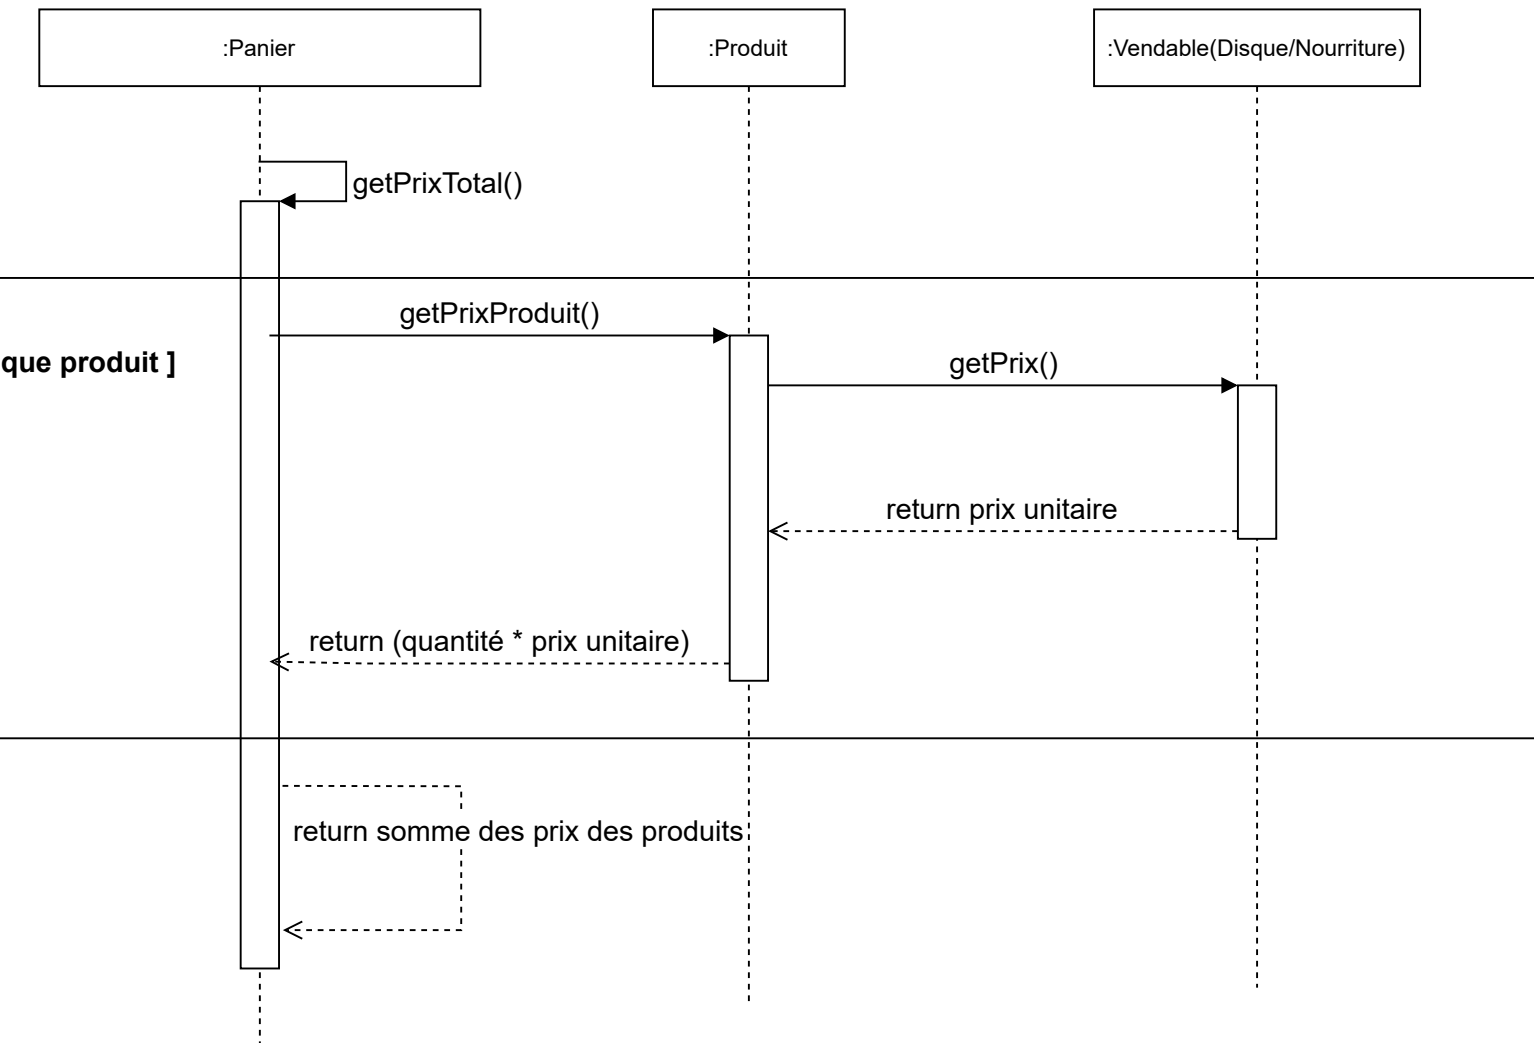 :Panier
:Produit
:Vendable(Disque/Nourriture)
getPrixTotal()
getPrixProduit()
que produit ]
getPrix()
return prix unitaire
return (quantité * prix unitaire)
return somme des prix des produits